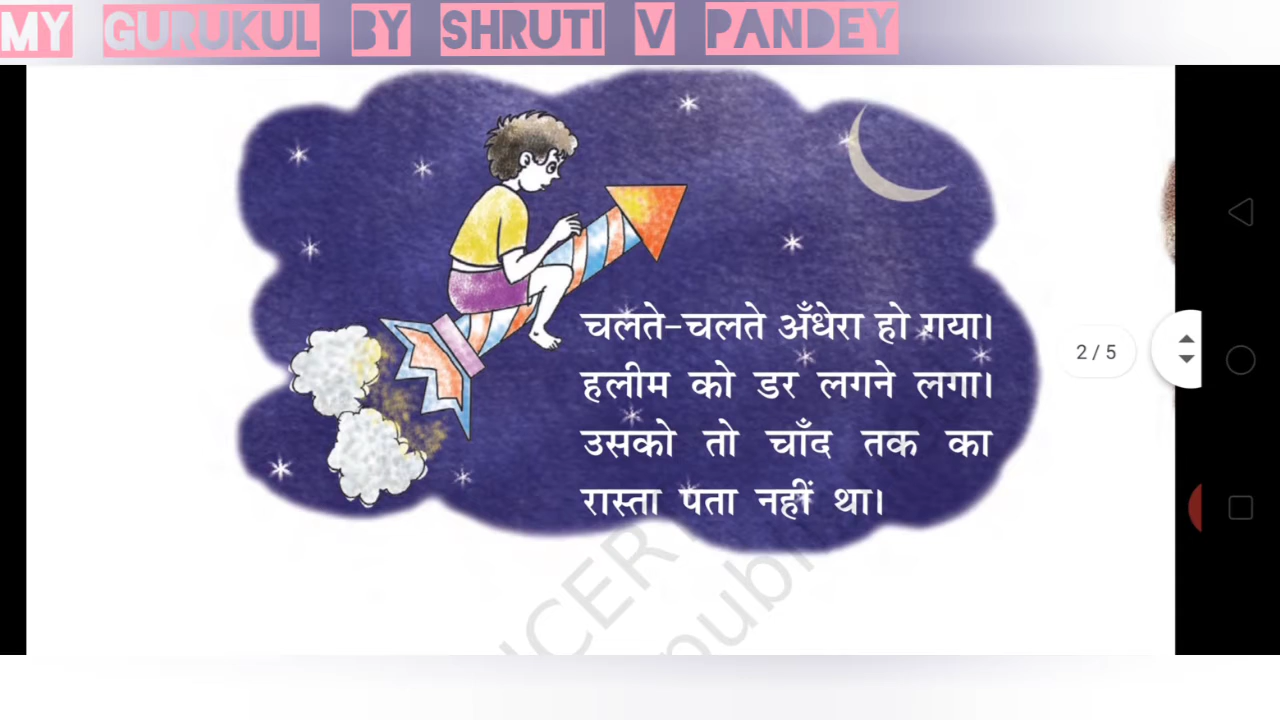 MY GURUKUL BY SHRUTI V PANDEY
चलते-चलते अँधेरा हो गया।
हलीम को डर लगने लगा।
उसको तो चाँद तक का
रास्ता पता नहीं था।
2 / 5